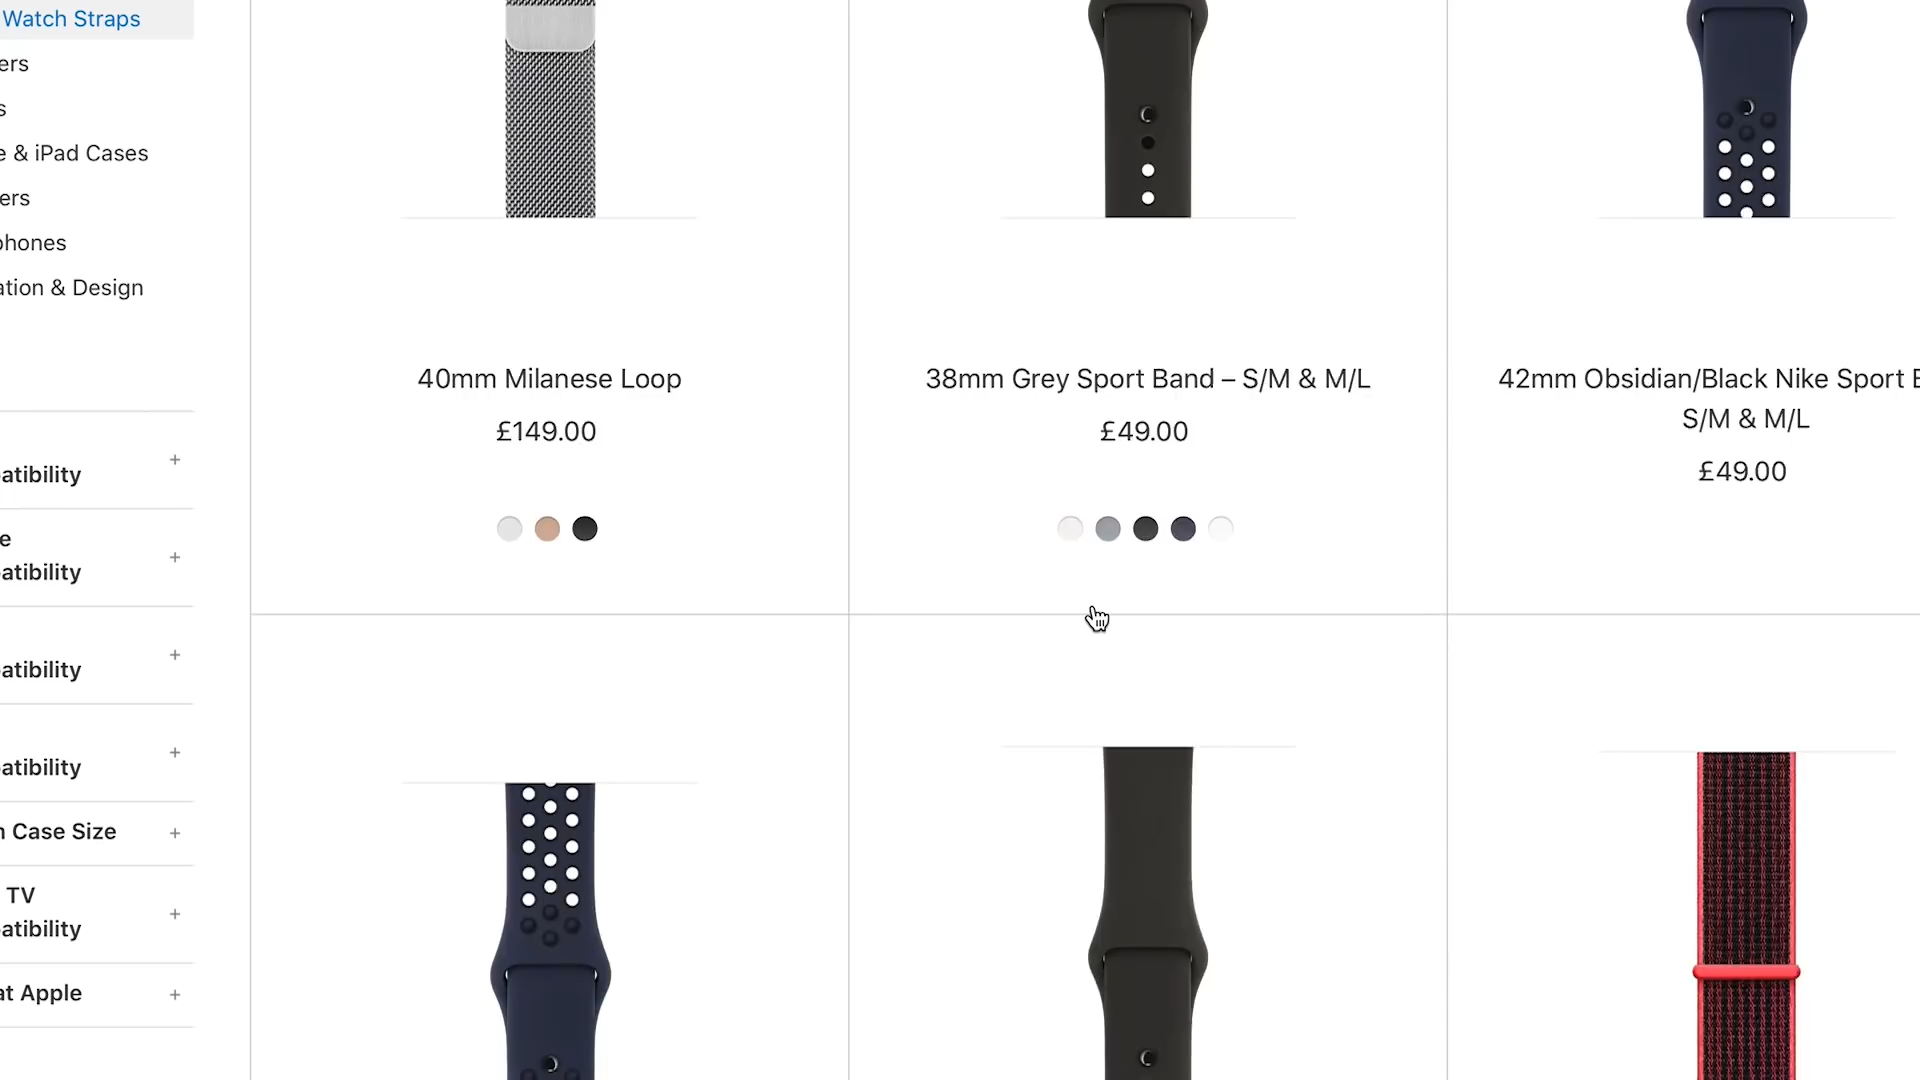 Watch Straps
ers
s
e & iPad Cases
ers
phones
ation & Design
atibility
e
atibility
atibility
atibility
n Case Size
TV
atibility
at Apple
40mm Milanese Loop
£149.00
38mm Grey Sport Band – S/M & M/L
£49.00
42mm Obsidian/Black Nike Sport B
S/M & M/L
£49.00